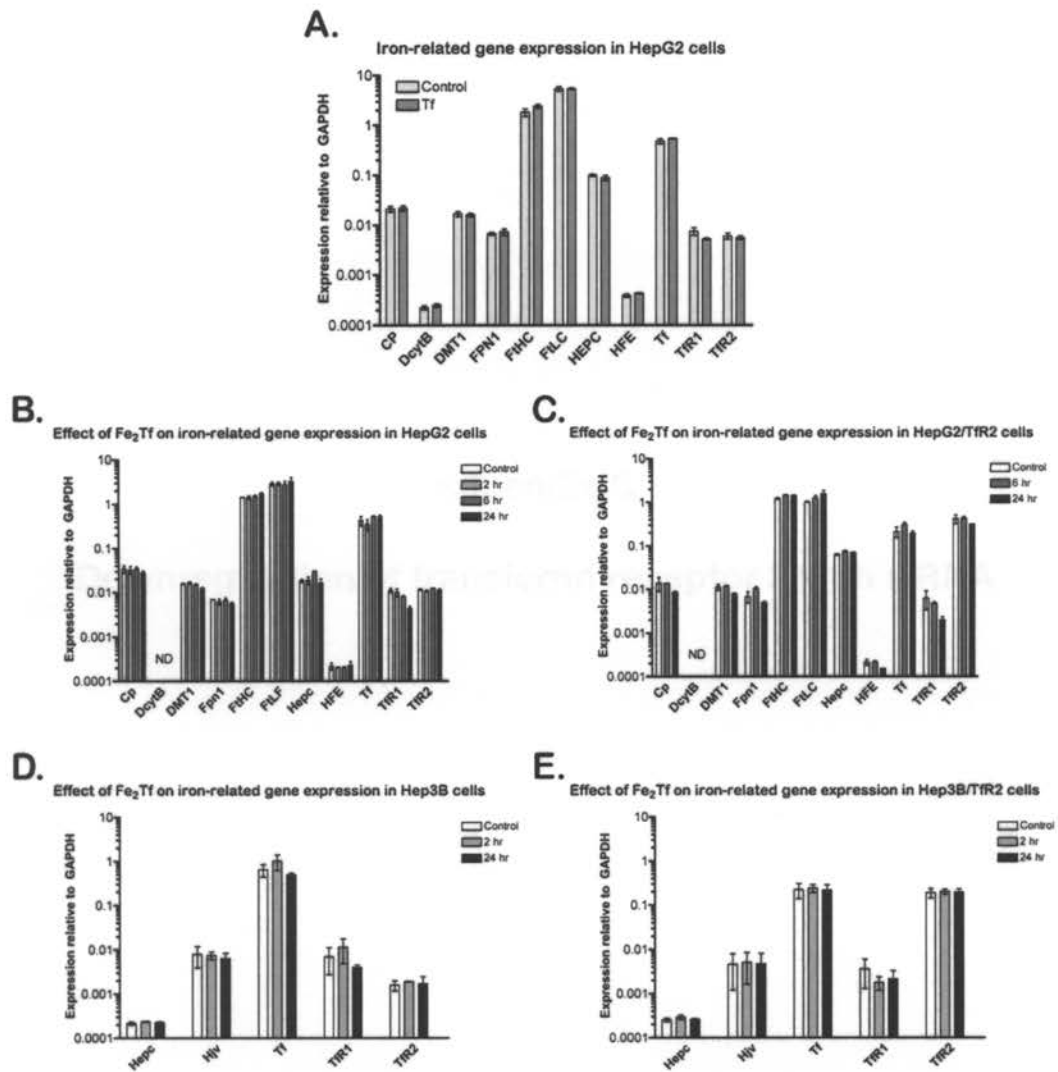 A.
Iron-related gene expression in HepG2 cells
Expression relative to GAPDH
10
1
0.1
0.01
0.001
0.0001
Control
Tf
CP
DcytB
DMT1
FPN1
FtHC
FtLC
HEPC
HFE
Tf
TfR1
TfR2
B.
Effect of Fe₂Tf on iron-related gene expression in HepG2 cells
Expression relative to GAPDH
10
1
0.1
0.01
0.001
0.0001
Control
2 hr
6 hr
24 hr
ND
Cp
DcytB
DMT1
Fpn1
FtHC
FtLF
Hepc
HFE
Tf
TfR1
TfR2
C.
Effect of Fe₂Tf on iron-related gene expression in HepG2/TfR2 cells
Expression relative to GAPDH
10
1
0.1
0.01
0.001
0.0001
Control
6 hr
24 hr
ND
Cp
DcytB
DMT1
Fpn1
FtHC
FtLC
Hepc
HFE
Tf
TfR1
TfR2
D.
Effect of Fe₂Tf on iron-related gene expression in Hep3B cells
Expression relative to GAPDH
10
1
0.1
0.01
0.001
0.0001
Control
2 hr
24 hr
Hepc
Hjv
Tf
TfR1
TfR2
E.
Effect of Fe₂Tf on iron-related gene expression in Hep3B/TfR2 cells
Expression relative to GAPDH
10
1
0.1
0.01
0.001
0.0001
Control
2 hr
24 hr
Hepc
Hjv
Tf
TfR1
TfR2